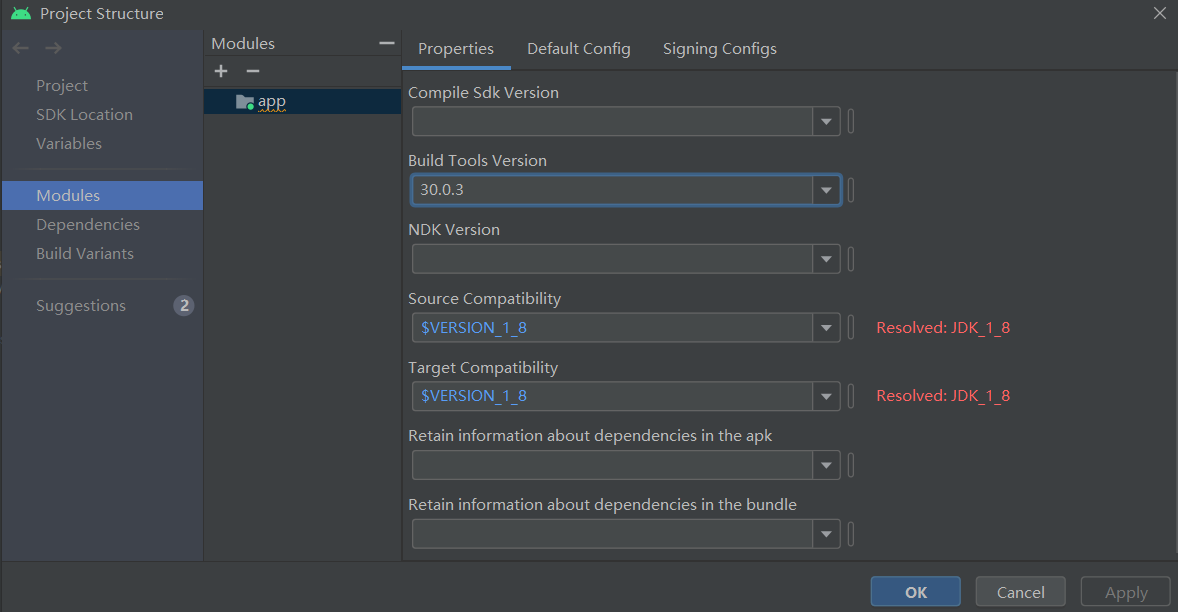 Project Structure
Project
SDK Location
Variables
Modules
Dependencies
Build Variants
Suggestions
2
Modules
app
Properties
Default Config
Signing Configs
Compile Sdk Version
Build Tools Version
30.0.3
NDK Version
Source Compatibility
$VERSION_1_8
Resolved: JDK_1_8
Target Compatibility
$VERSION_1_8
Resolved: JDK_1_8
Retain information about dependencies in the apk
Retain information about dependencies in the bundle
OK
Cancel
Apply